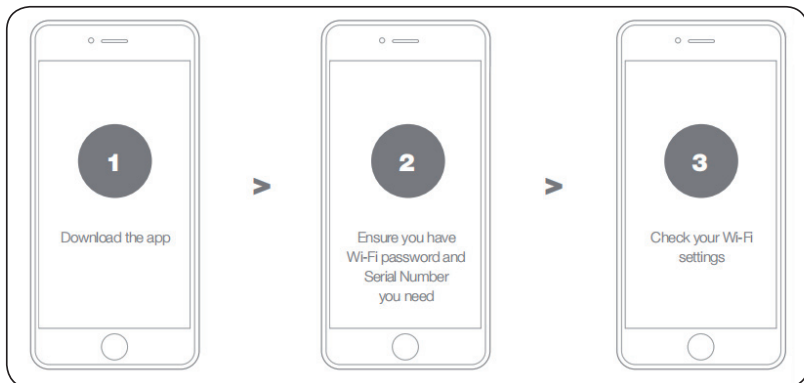 1
Download the app
>
2
Ensure you have
Wi-Fi password and
Serial Number
you need
>
3
Check your Wi-Fi
settings